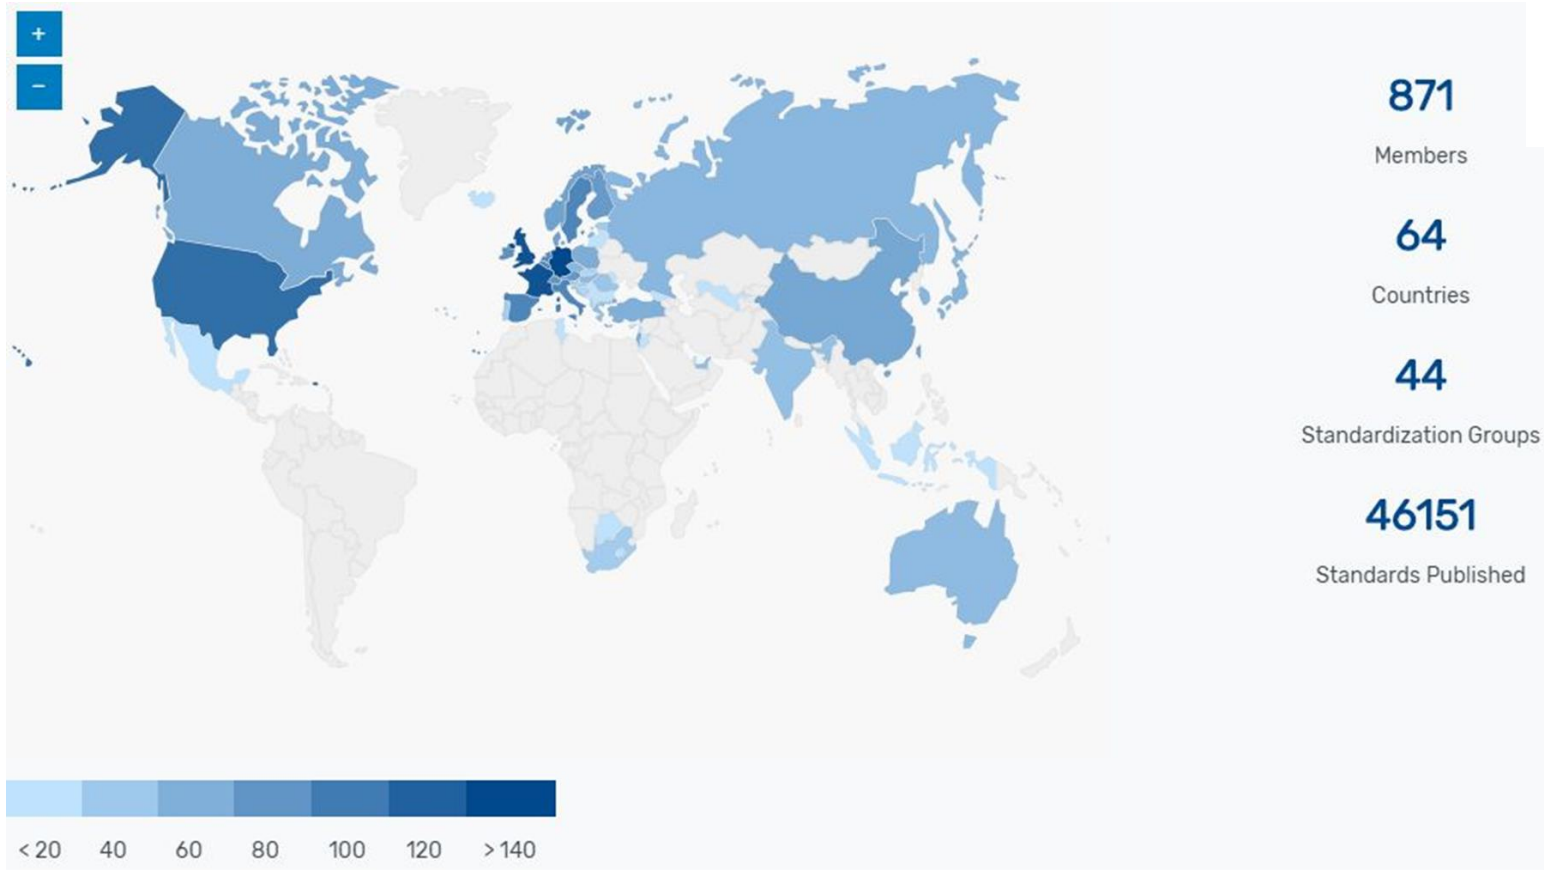 +
−
871
Members
64
Countries
44
Standardization Groups
46151
Standards Published
< 20 40 60 80 100 120 > 140